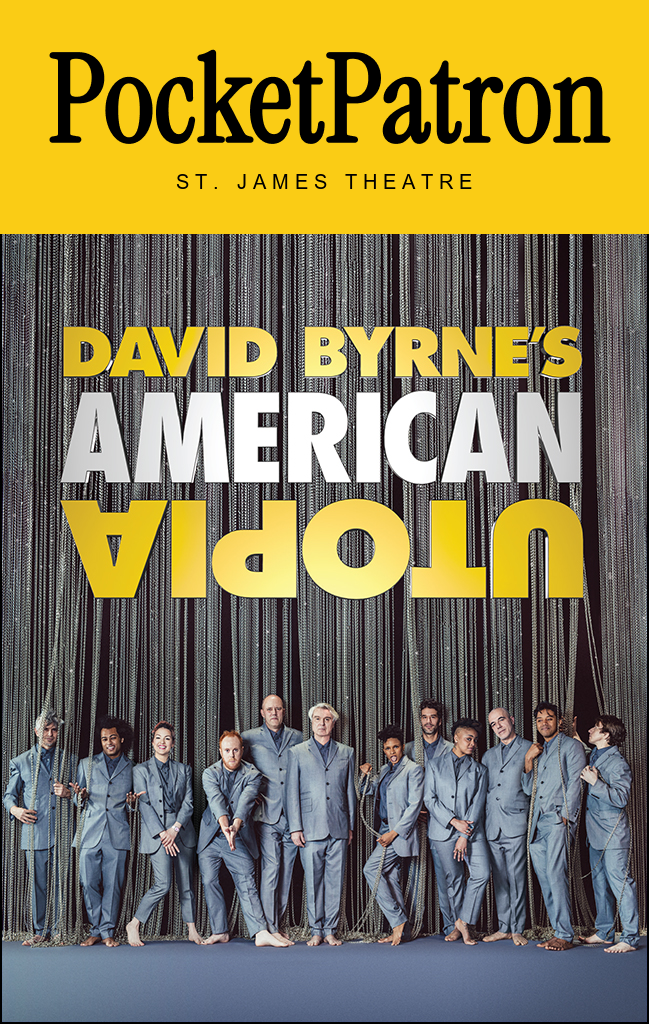 PocketPatron
ST. JAMES THEATRE
DAVID BYRNE'S
AMERICAN
UTOPIA